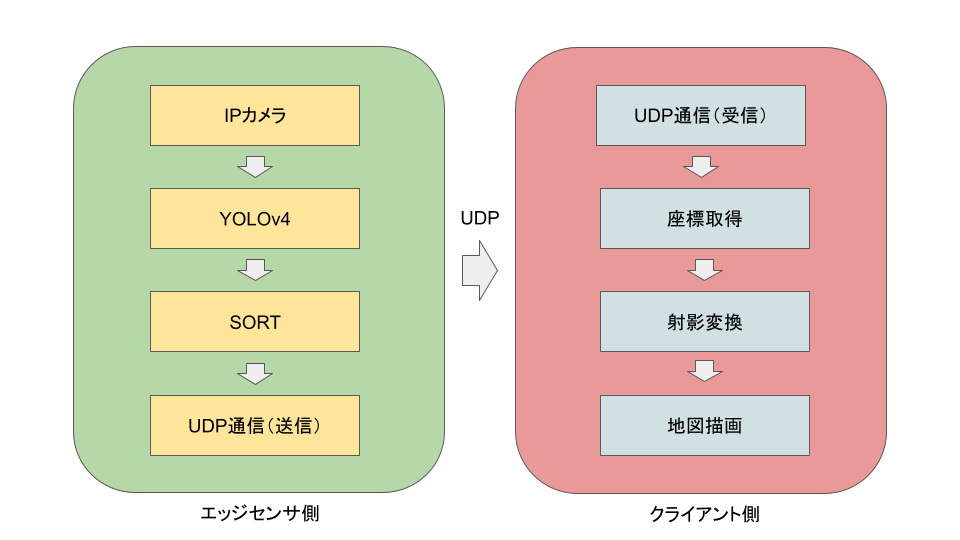 IPカメラ
YOLOv4
SORT
UDP通信（送信）
エッジセンサ側
UDP
UDP通信（受信）
座標取得
射影変換
地図描画
クライアント側